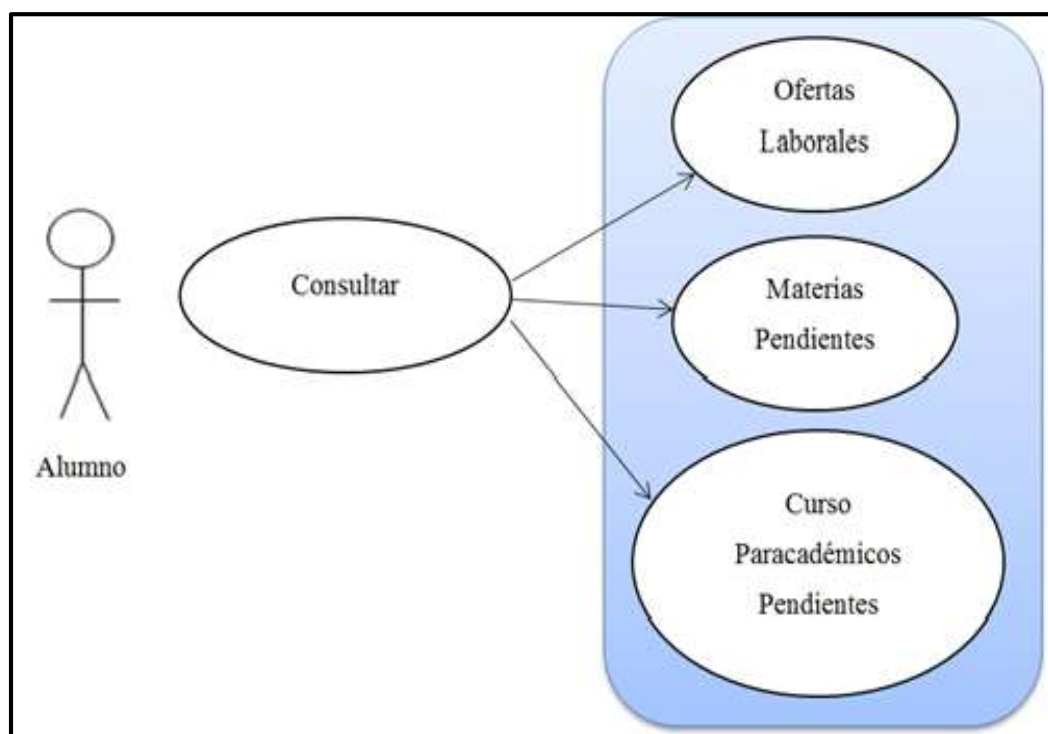 Ofertas
Laborales
Consultar
Materias
Pendientes
Alumno
Curso
Paracadémicos
Pendientes